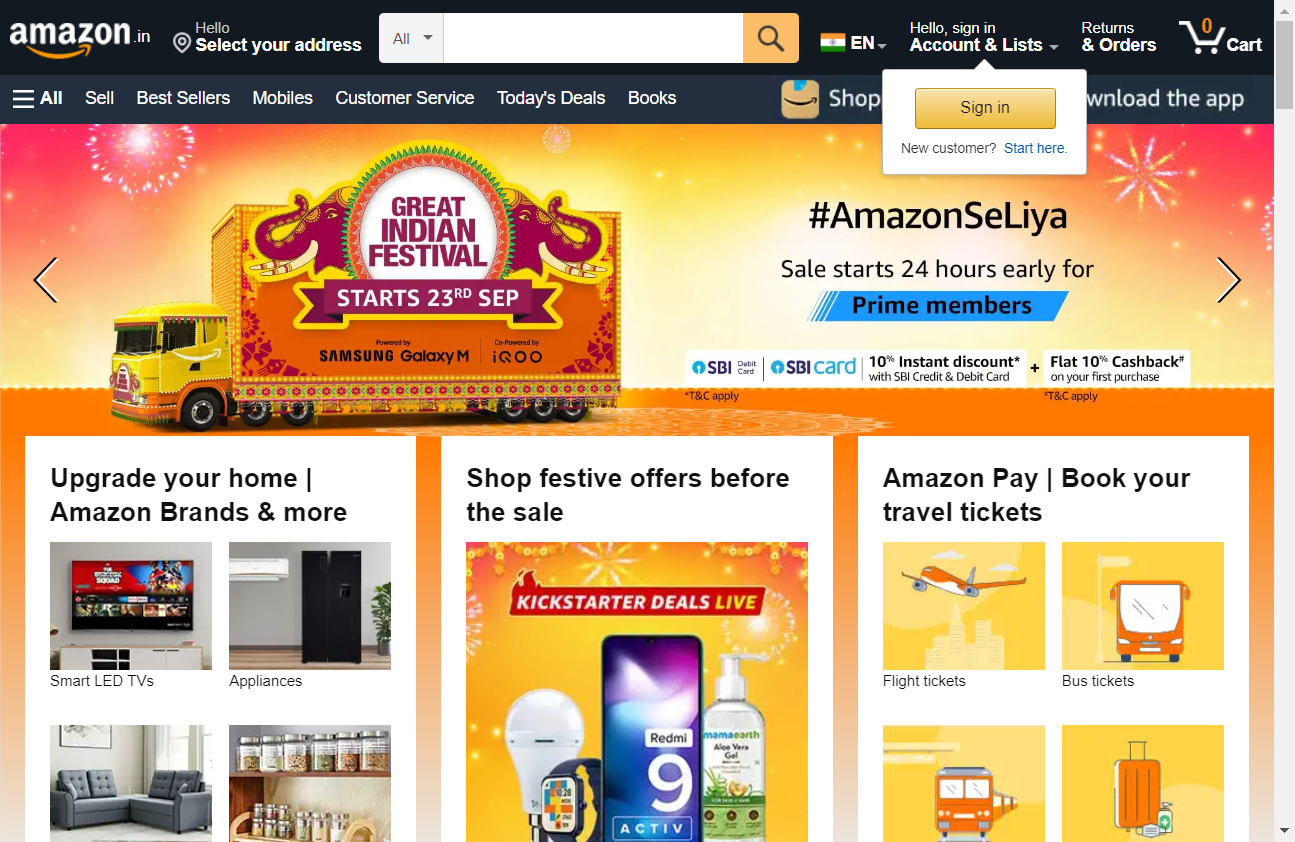 amazon.in
Hello
Select your address
All
EN
Hello, sign in
Account & Lists
Returns
& Orders
0
Cart
All
Sell
Best Sellers
Mobiles
Customer Service
Today's Deals
Books
Shop
wnload the app
Sign in
New customer? Start here.
GREAT
INDIAN
FESTIVAL
STARTS 23RD SEP
Powered by
SAMSUNG Galaxy M
Co-Powered by
iQOO
#AmazonSeLiya
Sale starts 24 hours early for
Prime members
SBI Debit Card
SBI card
10% Instant discount*
with SBI Credit & Debit Card
+
Flat 10% Cashback#
on your first purchase
*T&C apply
*T&C apply
Upgrade your home |
Amazon Brands & more
Smart LED TVs
Appliances
Shop festive offers before
the sale
KICKSTARTER DEALS LIVE
Redmi
9
ACTIV
10:28
mamaearth
Aloe Vera
Gel
FOR SKIN & HAIR
Amazon Pay | Book your
travel tickets
Flight tickets
Bus tickets